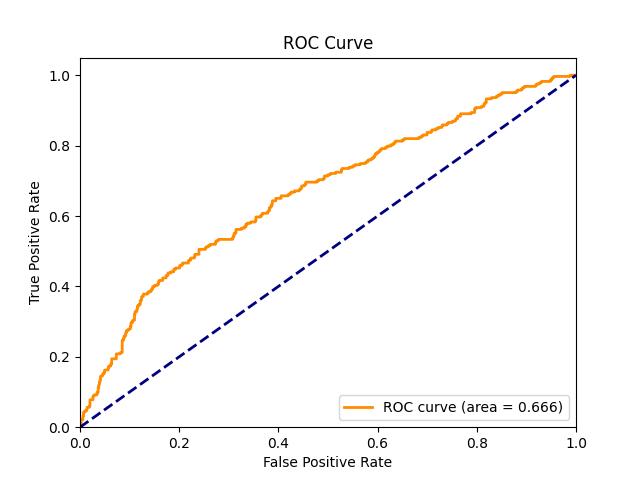 ROC Curve
True Positive Rate
1.0
0.8
0.6
0.4
0.2
0.0
ROC curve (area = 0.666)
0.0 0.2 0.4 0.6 0.8 1.0
False Positive Rate